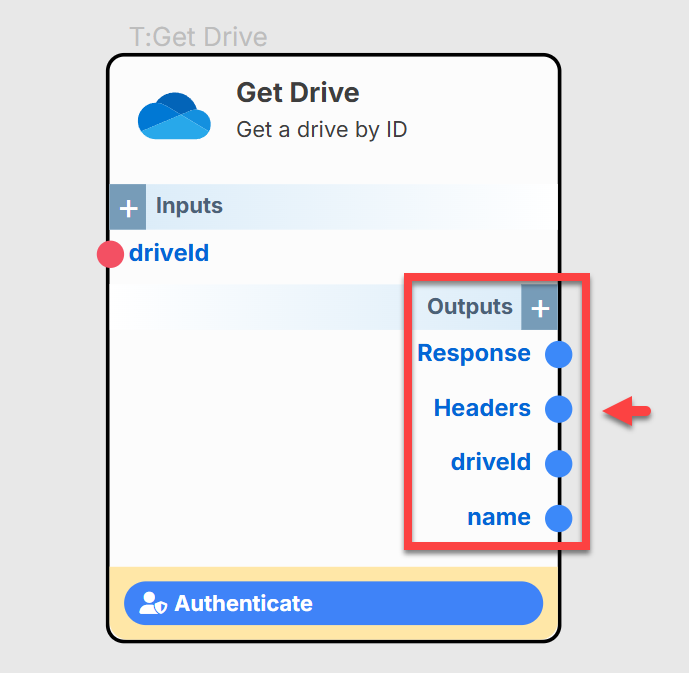 T:Get Drive
Get Drive
Get a drive by ID
+ Inputs
driveId
Outputs +
Response
Headers
driveId
name
Authenticate